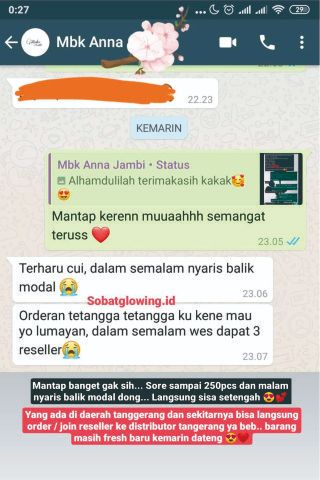 0:27
29
Mbk Anna
22.23
KEMARIN
Mbk Anna Jambi • Status
Alhamdulilah terimakasih kakak🥰
😍
Mantap kerenn muuaahhh semangat
teruss ❤️
23.05
Terharu cui, dalam semalam nyaris balik
modal😭
23.06
Sobatglowing.id
Orderan tetangga tetangga ku kene mau
yo lumayan, dalam semalam wes dapat 3
reseller😭
23.07
Mantap banget gak sih... Sore sampai 250pcs dan malam
nyaris balik modal dong... Langsung sisa setengah 😍💕
Yang ada di daerah tanggerang dan sekitarnya bisa langsung
order / join reseller ke distributor tangerang ya beb.. barang
masih fresh baru kemarin dateng 😍❤️